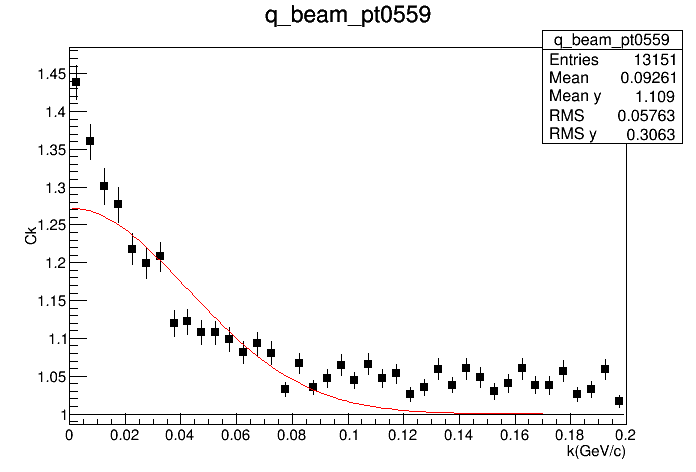 q_beam_pt0559
q_beam_pt0559
Entries 13151
Mean 0.09261
Mean y 1.109
RMS 0.05763
RMS y 0.3063
Ck
1.45
1.4
1.35
1.3
1.25
1.2
1.15
1.1
1.05
1
0 0.02 0.04 0.06 0.08 0.1 0.12 0.14 0.16 0.18 0.2
k(GeV/c)